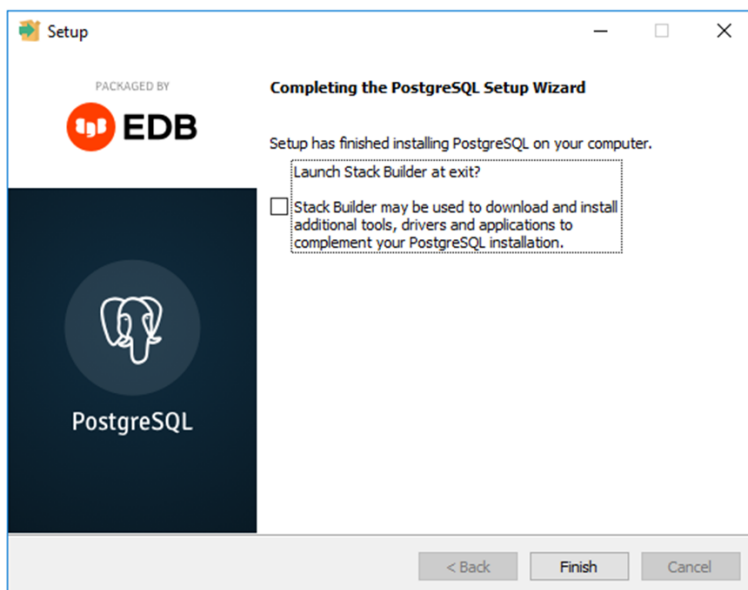 Setup
PACKAGED BY
EDB
Completing the PostgreSQL Setup Wizard
Setup has finished installing PostgreSQL on your computer.
Launch Stack Builder at exit?
Stack Builder may be used to download and install
additional tools, drivers and applications to
complement your PostgreSQL installation.
PostgreSQL
< Back
Finish
Cancel